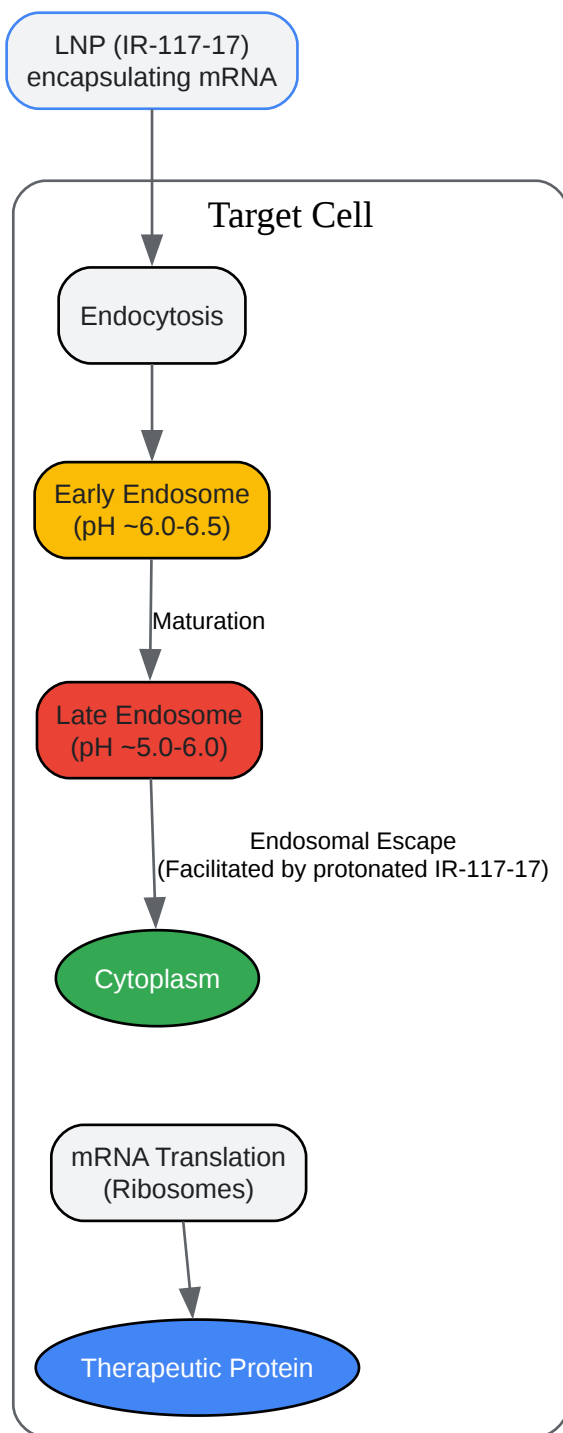 LNP (IR-117-17)
encapsulating mRNA
Target Cell
Endocytosis
Early Endosome
(pH ~6.0-6.5)
Maturation
Late Endosome
(pH ~5.0-6.0)
Endosomal Escape
(Facilitated by protonated IR-117-17)
Cytoplasm
mRNA Translation
(Ribosomes)
Therapeutic Protein